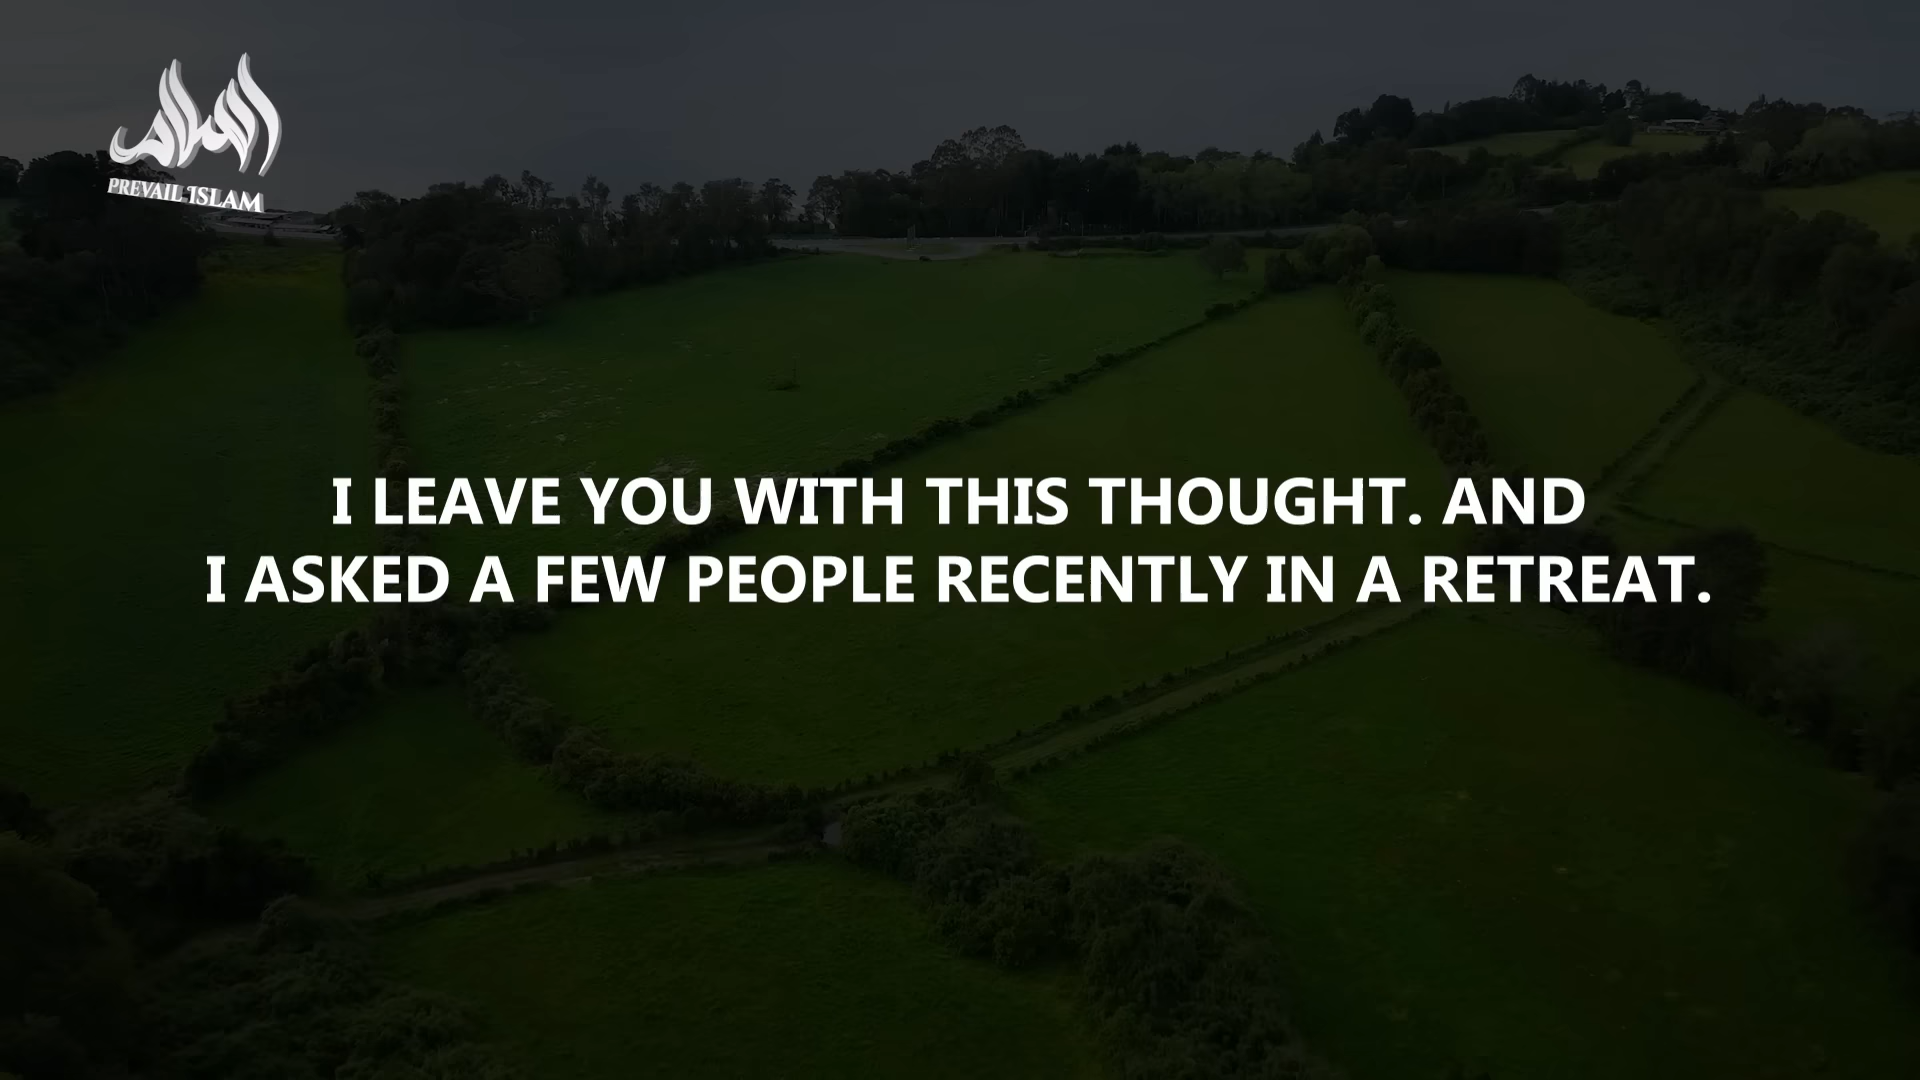 PREVAIL ISLAM
I LEAVE YOU WITH THIS THOUGHT. AND
I ASKED A FEW PEOPLE RECENTLY IN A RETREAT.